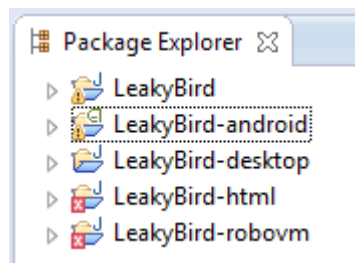 Package Explorer
LeakyBird
LeakyBird-android
LeakyBird-desktop
LeakyBird-html
LeakyBird-robovm